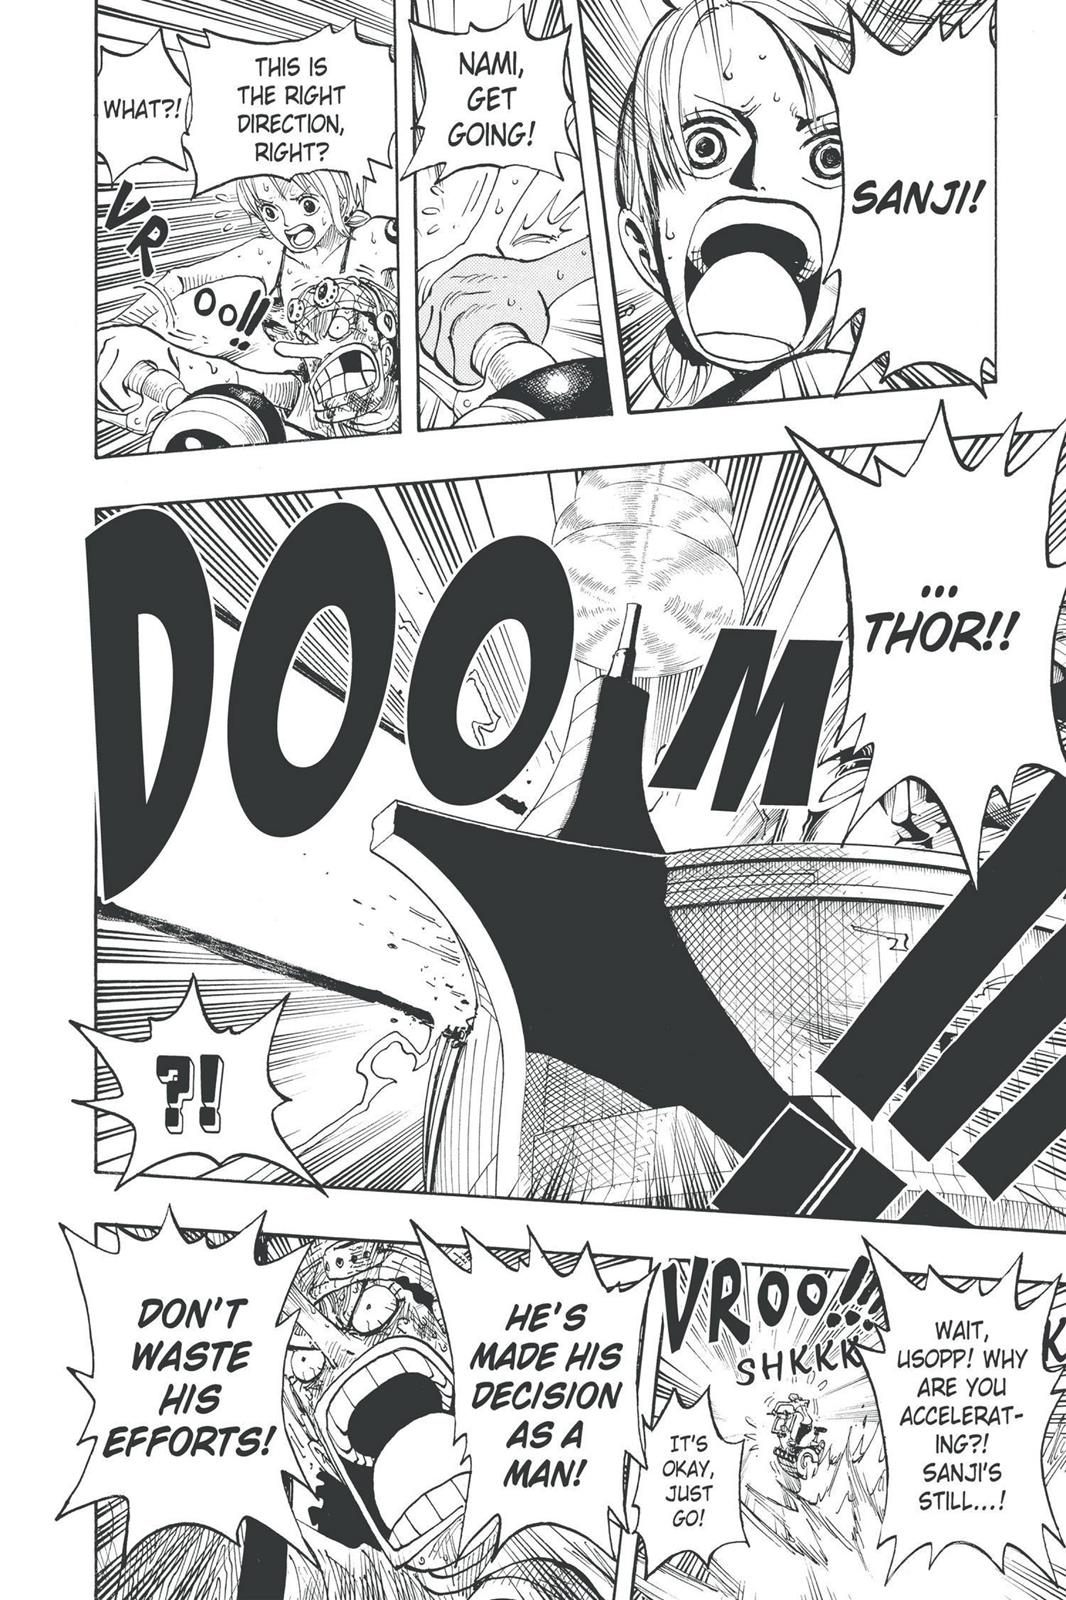 SANJI!
NAMI,
GET
GOING!
THIS IS
THE RIGHT
DIRECTION,
RIGHT?
WHAT?!
VR
OO!!
...
THOR!!
DOOM
?!
WAIT,
USOPP! WHY
ARE YOU
ACCELERAT-
ING?!
SANJI'S
STILL...!
VROO!!!
SHKKK
IT'S
OKAY,
JUST
GO!
HE'S
MADE HIS
DECISION
AS A
MAN!
DON'T
WASTE
HIS
EFFORTS!